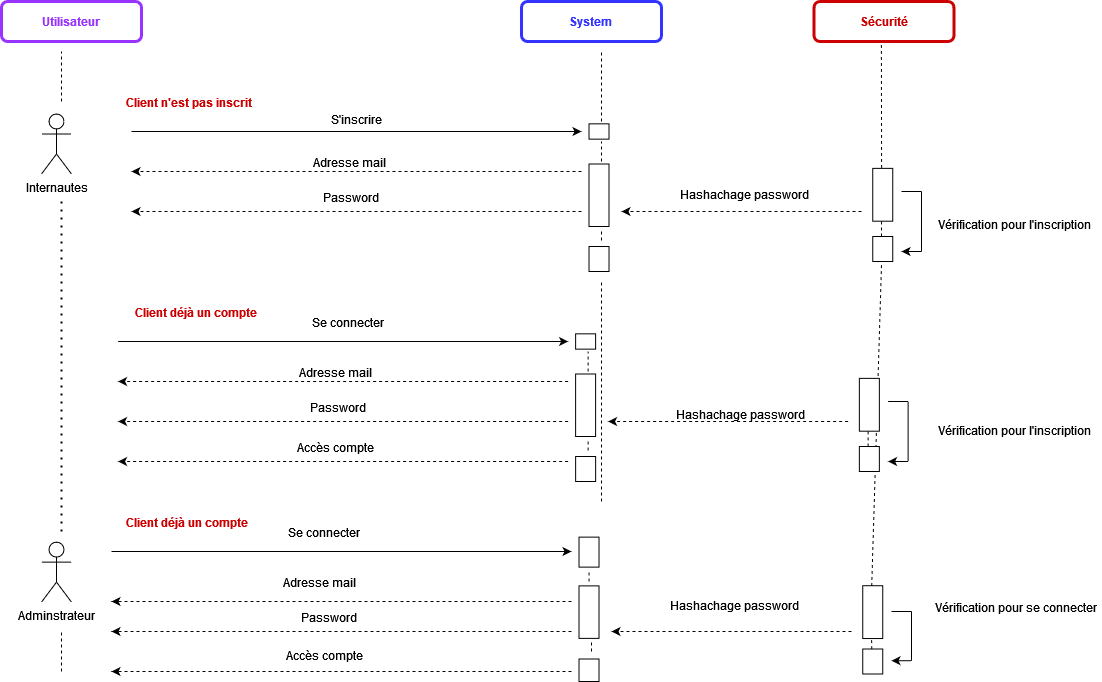 Utilisateur
System
Sécurité
Client n'est pas inscrit
S'inscrire
Adresse mail
Internautes
Password
Hashachage password
Vérification pour l'inscription
Client déjà un compte
Se connecter
Adresse mail
Password
Hashachage password
Vérification pour l'inscription
Accès compte
Client déjà un compte
Se connecter
Adresse mail
Adminstrateur
Password
Hashachage password
Vérification pour se connecter
Accès compte